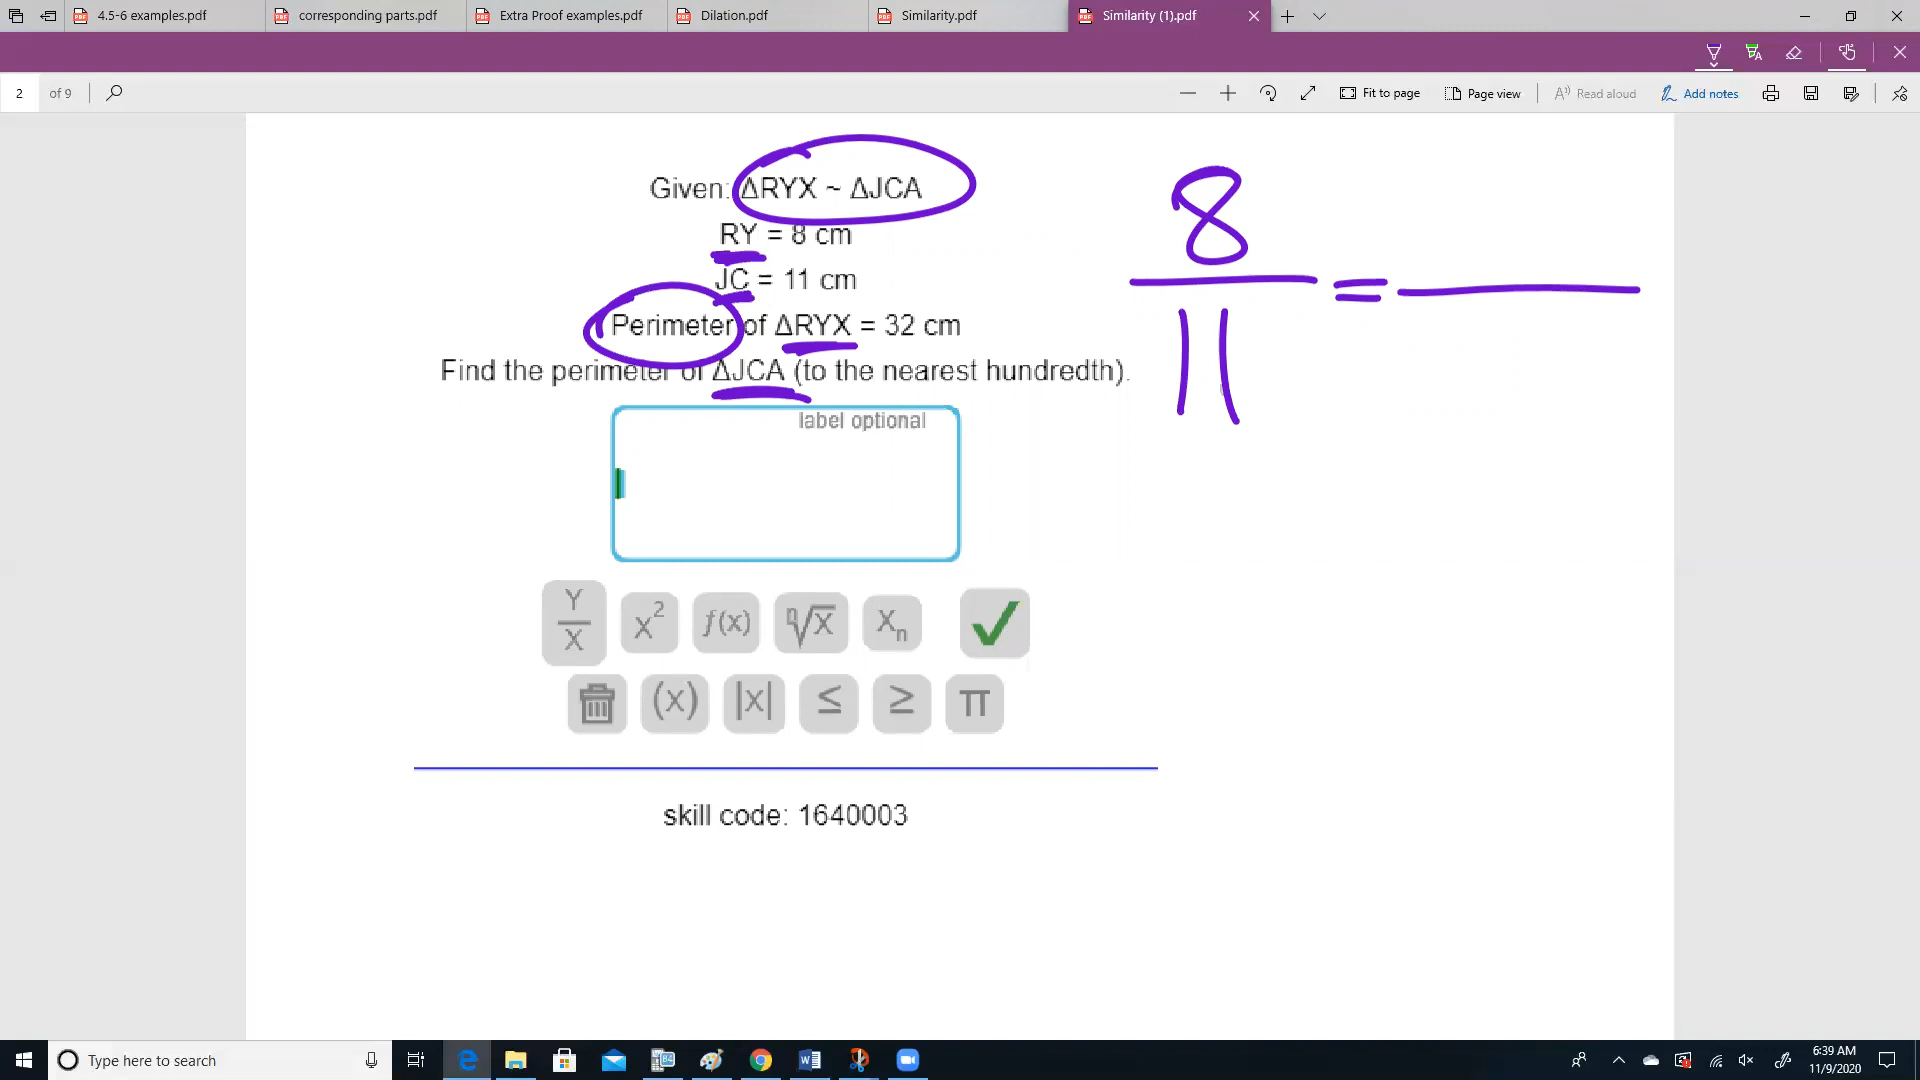 4.5-6 examples.pdf
corresponding parts.pdf
Extra Proof examples.pdf
Dilation.pdf
Similarity.pdf
Similarity (1).pdf
2 of 9
Fit to page
Page view
Read aloud
Add notes
Given: ΔRYX ~ ΔJCA
RY = 8 cm
JC = 11 cm
Perimeter of ΔRYX = 32 cm
Find the perimeter of ΔJCA (to the nearest hundredth).
8
=
11
label optional
Y
X
X²
f(x)
ⁿ√X
Xₙ
(X)
|X|
≤
≥
π
skill code: 1640003
Type here to search
6:39 AM
11/9/2020